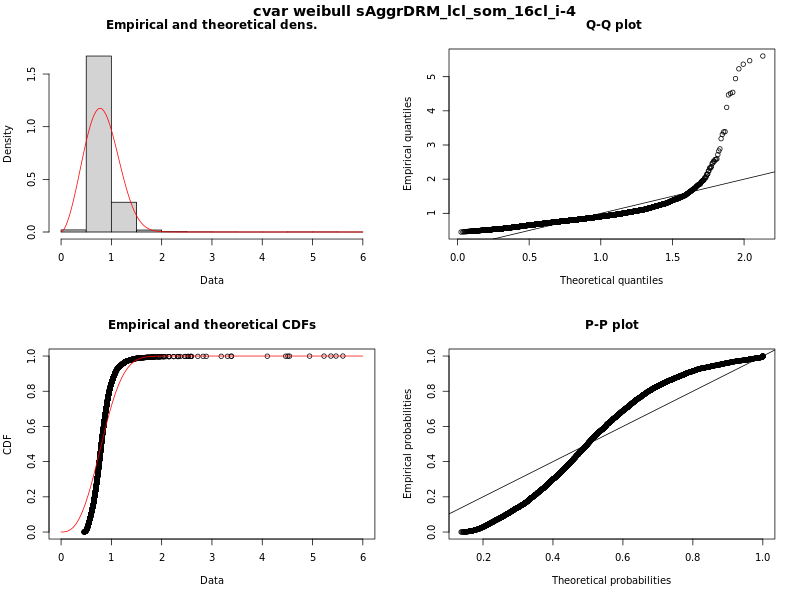 cvar weibull sAggrDRM_lcl_som_16cl_i-4
Empirical and theoretical dens.
Density
0.0 0.5 1.0 1.5
0 1 2 3 4 5 6
Data
Q-Q plot
Empirical quantiles
1 2 3 4 5
0.0 0.5 1.0 1.5 2.0
Theoretical quantiles
Empirical and theoretical CDFs
CDF
0.0 0.2 0.4 0.6 0.8 1.0
0 1 2 3 4 5 6
Data
P-P plot
Empirical probabilities
0.0 0.2 0.4 0.6 0.8 1.0
0.2 0.4 0.6 0.8 1.0
Theoretical probabilities